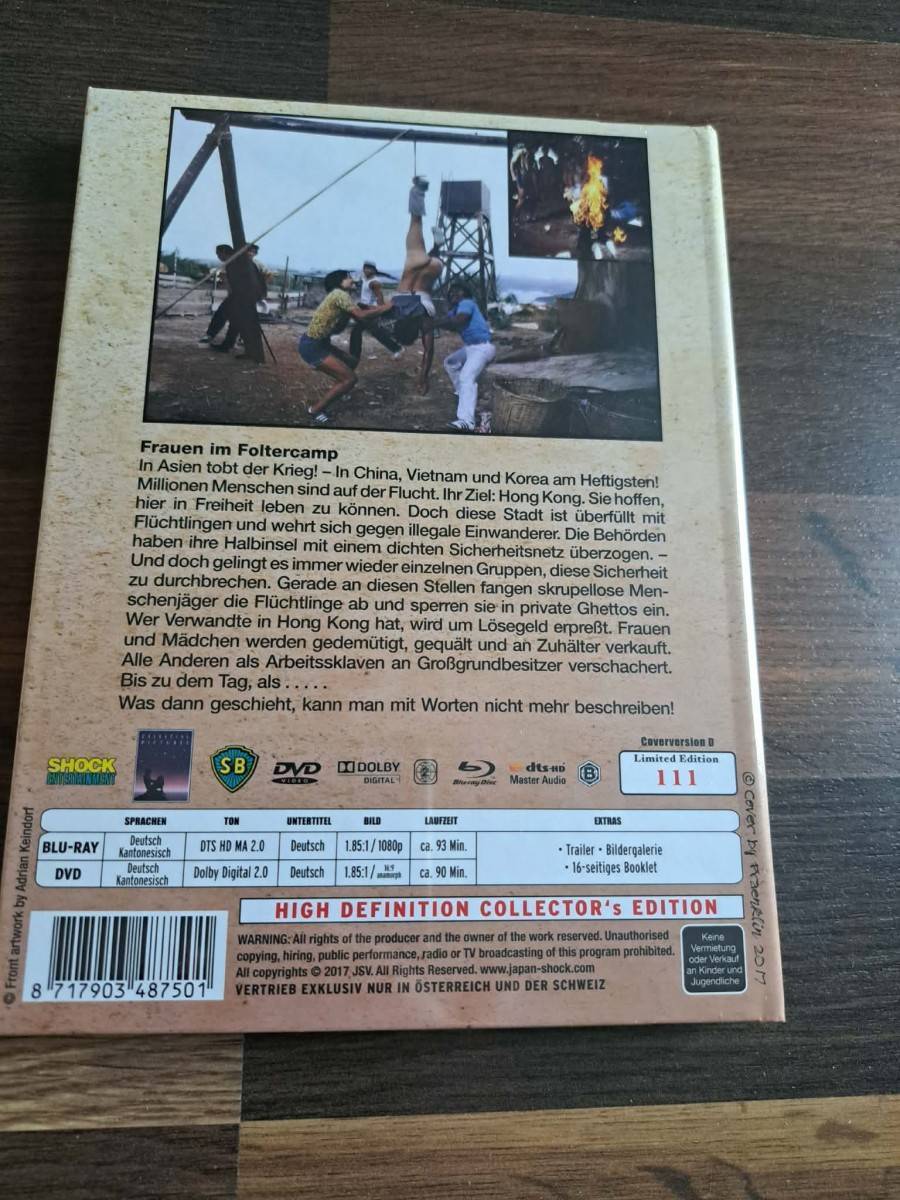 Frauen im Foltercamp
In Asien tobt der Krieg! – In China, Vietnam und Korea am Heftigsten!
Millionen Menschen sind auf der Flucht. Ihr Ziel: Hong Kong. Sie hoffen,
hier in Freiheit leben zu können. Doch diese Stadt ist überfüllt mit
Flüchtlingen und wehrt sich gegen illegale Einwanderer. Die Behörden
haben ihre Halbinsel mit einem dichten Sicherheitsnetz überzogen. –
Und doch gelingt es immer wieder einzelnen Gruppen, diese Sicherheit
zu durchbrechen. Gerade an diesen Stellen fangen skrupellose Men-
schenjäger die Flüchtlinge ab und sperren sie in private Ghettos ein.
Wer Verwandte in Hong Kong hat, wird um Lösegeld erpreßt. Frauen
und Mädchen werden gedemütigt, gequält und an Zuhälter verkauft.
Alle Anderen als Arbeitssklaven an Großgrundbesitzer verschachert.
Bis zu dem Tag, als . . . . .
Was dann geschieht, kann man mit Worten nicht mehr beschreiben!
SHOCK
ENTERTAINMENT
CELESTIAL
PICTURES
SB
DVD
VIDEO
DOLBY
DIGITAL
2
Blu-ray Disc
dts-HD
Master Audio
B
Coverversion D
Limited Edition
111
SPRACHEN TON UNTERTITEL BILD LAUFZEIT EXTRAS
BLU-RAY Deutsch Kantonesisch DTS HD MA 2.0 Deutsch 1.85:1 / 1080p ca. 93 Min.
DVD Deutsch Kantonesisch Dolby Digital 2.0 Deutsch 1.85:1 / 16:9 anamorph ca. 90 Min.
• Trailer • Bildergalerie
• 16-seitiges Booklet
HIGH DEFINITION COLLECTOR's EDITION
WARNING: All rights of the producer and the owner of the work reserved. Unauthorised
copying, hiring, public performance, radio or TV broadcasting of this program prohibited.
All copyrights © 2017 JSV. All Rights Reserved. www.japan-shock.com
VERTRIEB EXKLUSIV NUR IN ÖSTERREICH UND DER SCHWEIZ
Keine
Vermietung
oder Verkauf
an Kinder und
Jugendliche
8 717903 487501
© Front artwork by Adrian Keindorf
© Cover by 2017